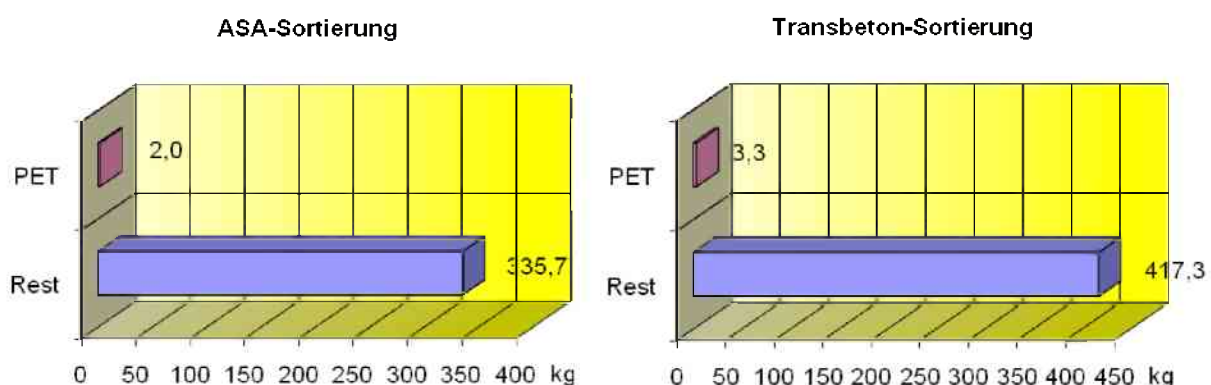 ASA-Sortierung
PET
2,0
Rest
335,7
0 50 100 150 200 250 300 350 400 kg
Transbeton-Sortierung
PET
3,3
Rest
417,3
0 50 100 150 200 250 300 350 400 450 kg